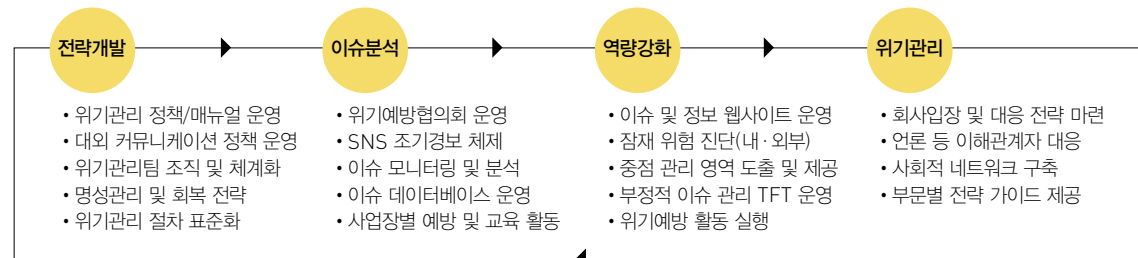 전략개발
• 위기관리 정책/매뉴얼 운영
• 대외 커뮤니케이션 정책 운영
• 위기관리팀 조직 및 체계화
• 명성관리 및 회복 전략
• 위기관리 절차 표준화
이슈분석
• 위기예방협의회 운영
• SNS 조기경보 체제
• 이슈 모니터링 및 분석
• 이슈 데이터베이스 운영
• 사업장별 예방 및 교육 활동
역량강화
• 이슈 및 정보 웹사이트 운영
• 잠재 위험 진단(내·외부)
• 중점 관리 영역 도출 및 제공
• 부정적 이슈 관리 TFT 운영
• 위기예방 활동 실행
위기관리
• 회사입장 및 대응 전략 마련
• 언론 등 이해관계자 대응
• 사회적 네트워크 구축
• 부문별 전략 가이드 제공